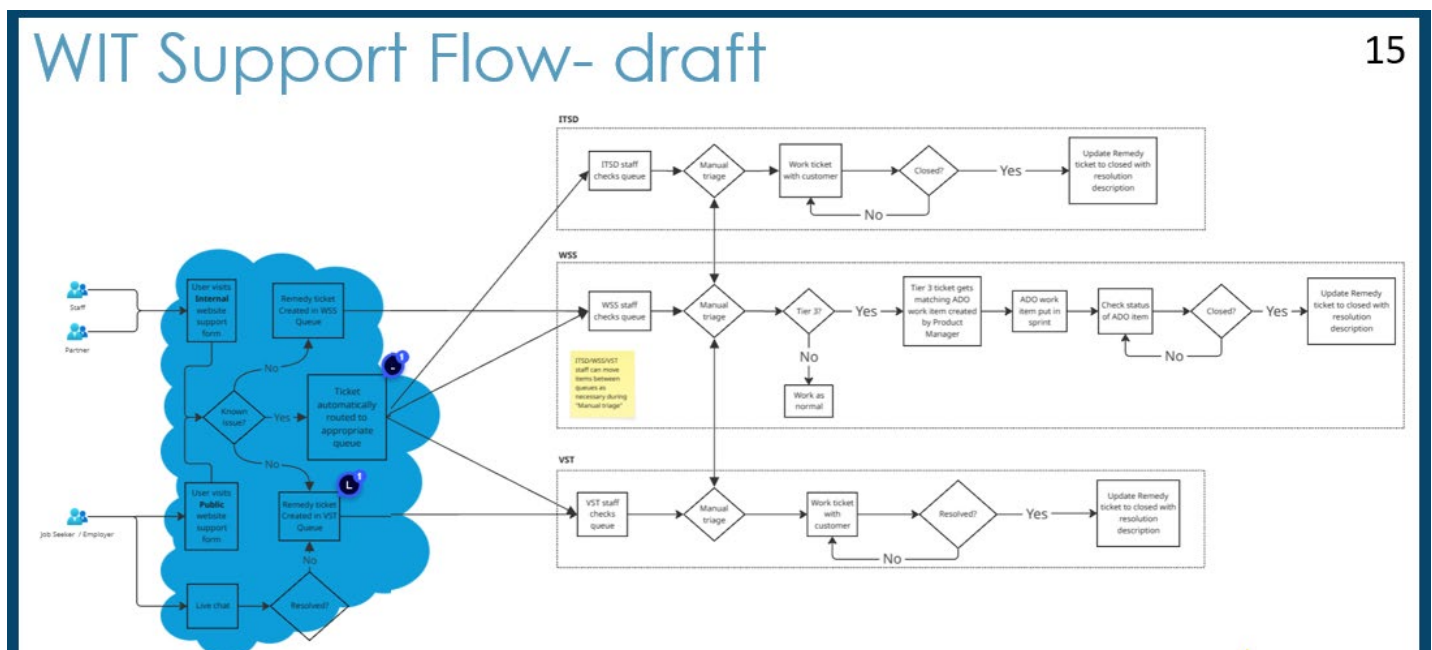 WIT Support Flow- draft
15
ITSD
ITSD staff
checks queue
Manual
triage
Work ticket
with customer
Closed?
Yes
No
Update Remedy
ticket to closed with
resolution
description
Staff
Partner
User visits
Internal
website
support
form
Remedy ticket
Created in WSS
Queue
No
Known
issue?
Yes
Ticket
automatically
routed to
appropriate
queue
1
-
No
Job Seeker / Employer
User visits
Public
website
support
form
Remedy ticket
Created in VST
Queue
L
1
No
Live chat
Resolved?
WSS
WSS staff
checks queue
Manual
triage
Tier 3?
Yes
Tier 3 ticket gets
matching ADO
work item created
by Product
Manager
ADO work
item put in
sprint
Check status
of ADO item
Closed?
Yes
No
Update Remedy
ticket to closed with
resolution
description
No
Work as
normal
ITSD/WSS/VST
staff can move
items between
queues as
necessary during
"Manual triage"
VST
VST staff
checks
queue
Manual
triage
Work ticket
with
customer
Resolved?
Yes
No
Update Remedy
ticket to closed with
resolution
description